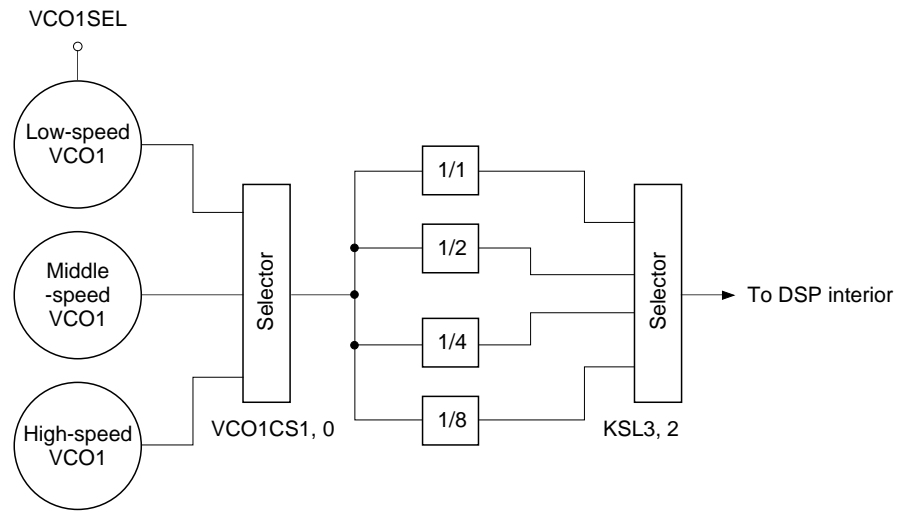 VCO1SEL
Low-speed
VCO1
Middle
-speed
VCO1
High-speed
VCO1
Selector
VCO1CS1, 0
1/1
1/2
1/4
1/8
Selector
KSL3, 2
To DSP interior